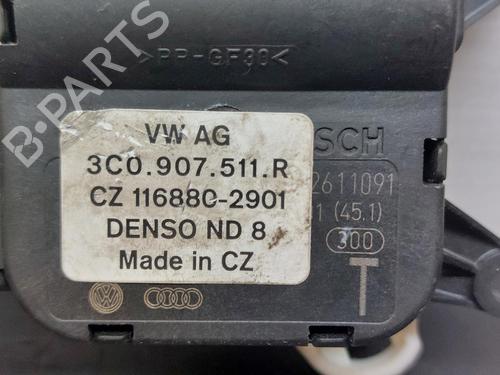 >PP-GF30<
VW AG
3C0.907.511.R
CZ 116880-2901
DENSO ND 8
Made in CZ
SCH
2611091
1 (45.1)
300
T
B-PARTS